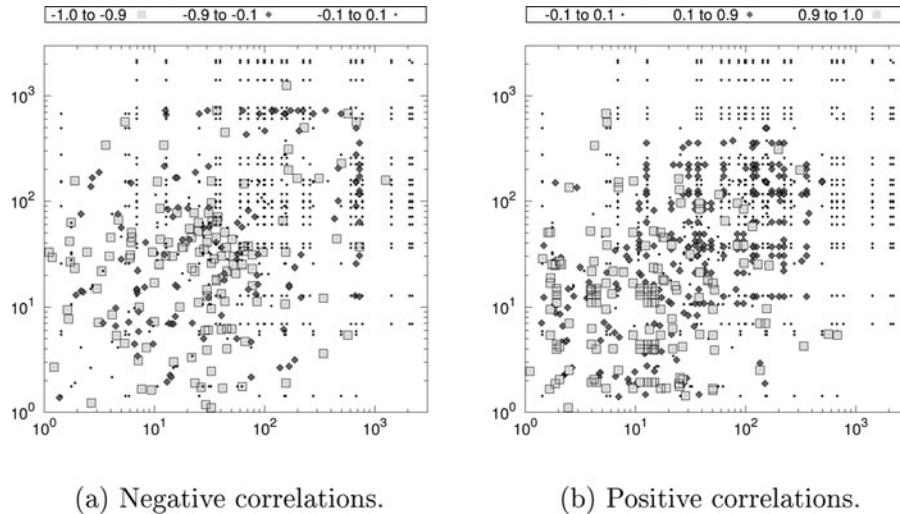 -1.0 to -0.9 -0.9 to -0.1 -0.1 to 0.1
-0.1 to 0.1 0.1 to 0.9 0.9 to 1.0
10^3
10^2
10^1
10^0
10^0 10^1 10^2 10^3
10^3
10^2
10^1
10^0
10^0 10^1 10^2 10^3
(a) Negative correlations.
(b) Positive correlations.